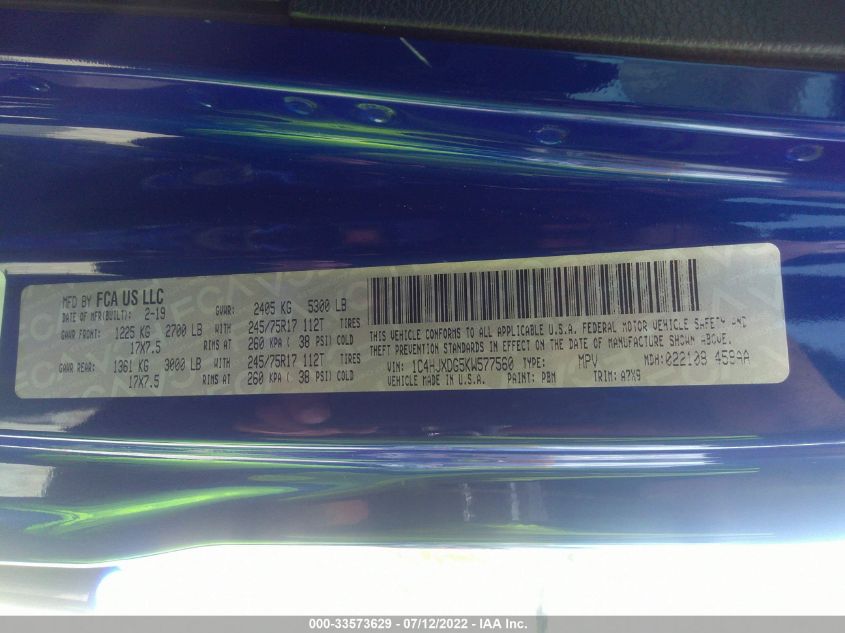 MFD BY FCA US LLC
DATE OF MFR(BUILT): 2-19 GVWR: 2405 KG 5300 LB
GAWR FRONT: 1225 KG 2700 LB WITH 245/75R17 112T TIRES
17X7.5 RIMS AT 260 KPA ( 38 PSI) COLD
GAWR REAR: 1361 KG 3000 LB WITH 245/75R17 112T TIRES
17X7.5 RIMS AT 260 KPA ( 38 PSI) COLD
THIS VEHICLE CONFORMS TO ALL APPLICABLE U.S.A. FEDERAL MOTOR VEHICLE SAFETY AND
THEFT PREVENTION STANDARDS IN EFFECT ON THE DATE OF MANUFACTURE SHOWN ABOVE.
VIN: 1C4HJXDG5KW577560 TYPE: MPV MDH: 022109 459AA
VEHICLE MADE IN U.S.A. PAINT: PBM TRIM: A7X9
000-33573629 - 07/12/2022 - IAA Inc.